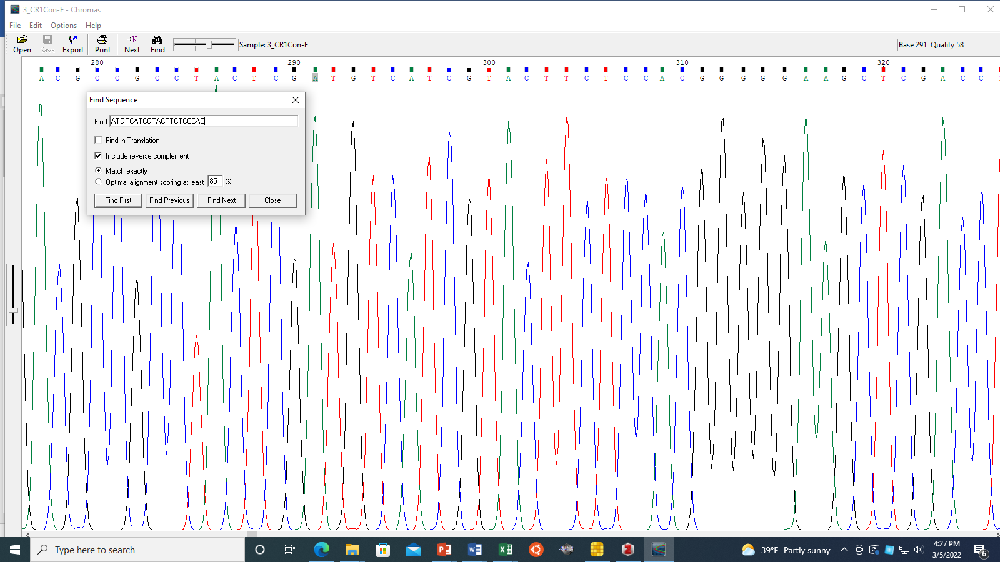 3_CR1Con-F - Chromas
File Edit Options Help
Open Save Export Print Next Find
Sample: 3_CR1Con-F
Base 291 Quality 58
280 290 300 310 320
A C G C C G C C T A C T C G A T G T C A T C G T A C T T C T C C A C G G G G G A A G C T C G A C C T
Find Sequence
Find: ATGTCATCGTACTTCTCCCAC
Find in Translation
Include reverse complement
Match exactly
Optimal alignment scoring at least 85 %
Find First Find Previous Find Next Close
Type here to search
39°F Partly sunny
4:27 PM
3/5/2022
6